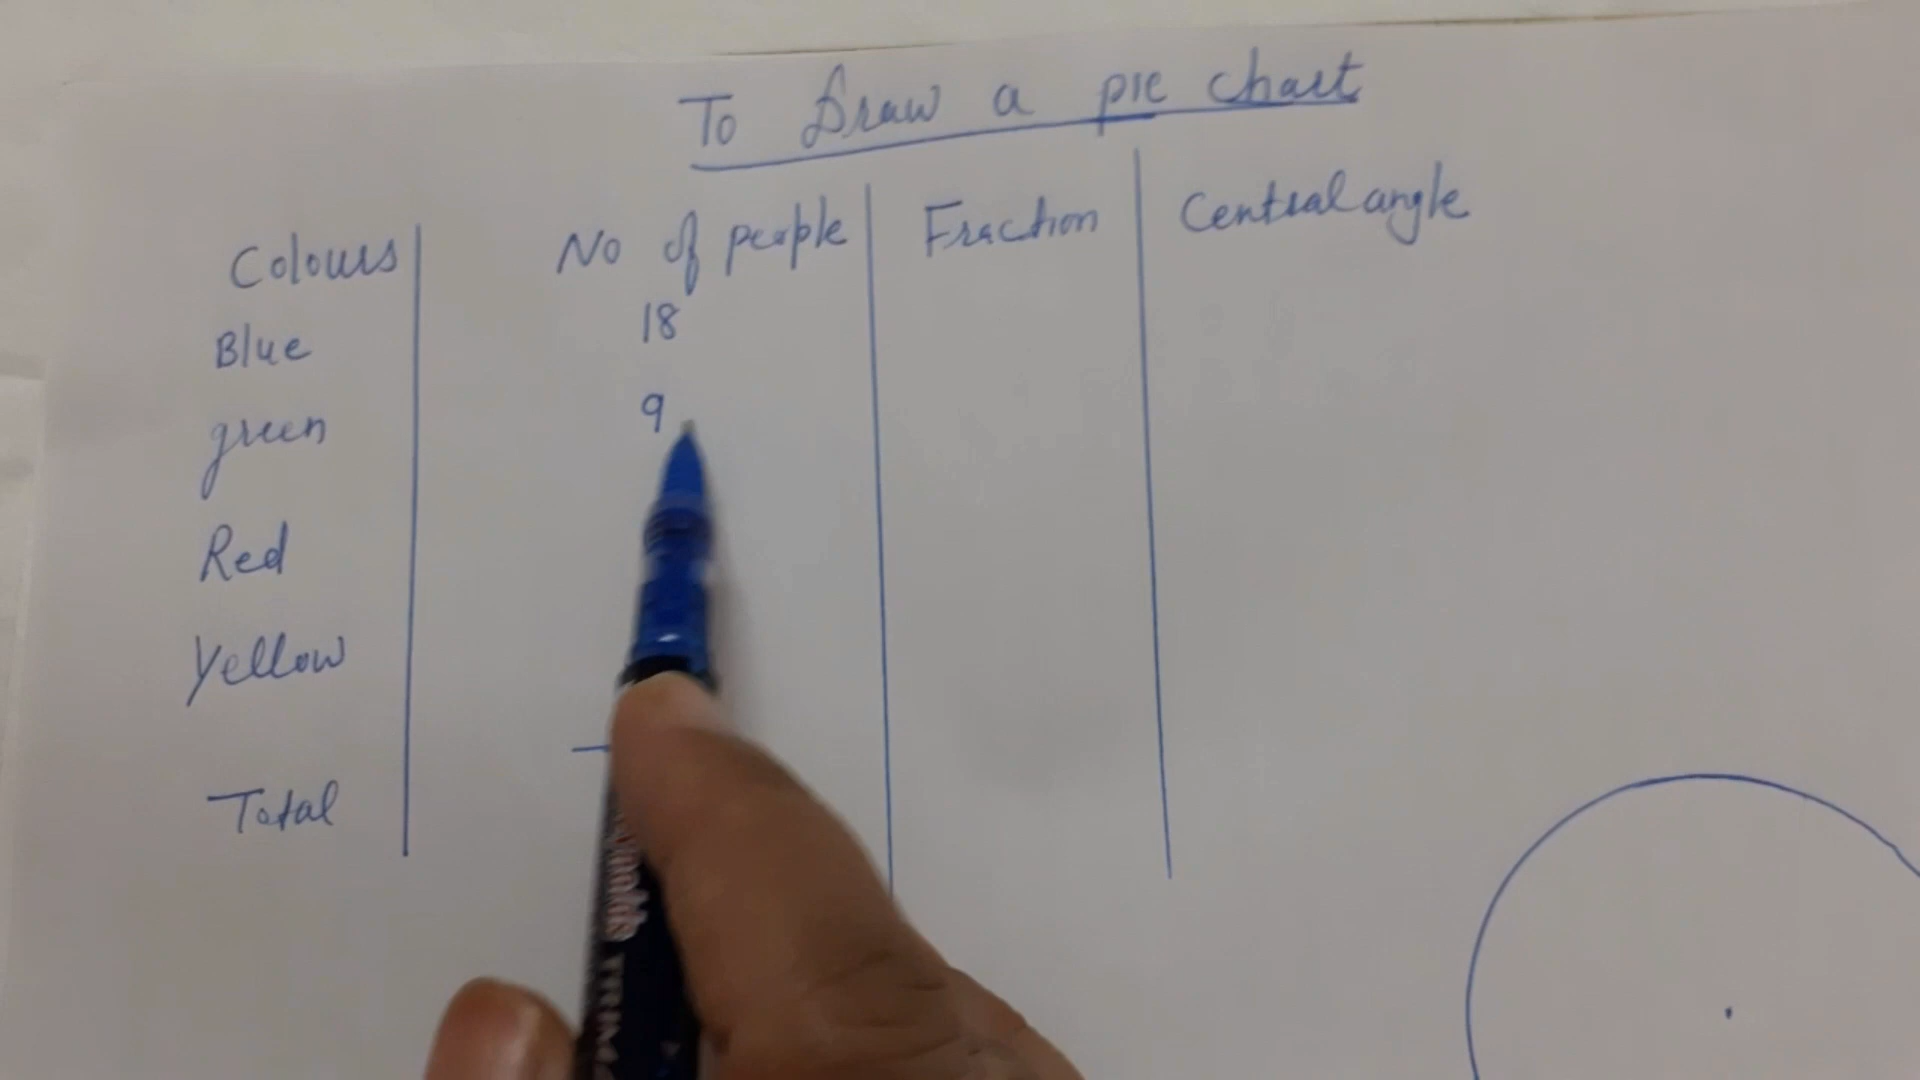 To Draw a pie chart
Colours No of people Fraction Central angle
Blue 18
green 9
Red
Yellow
Total